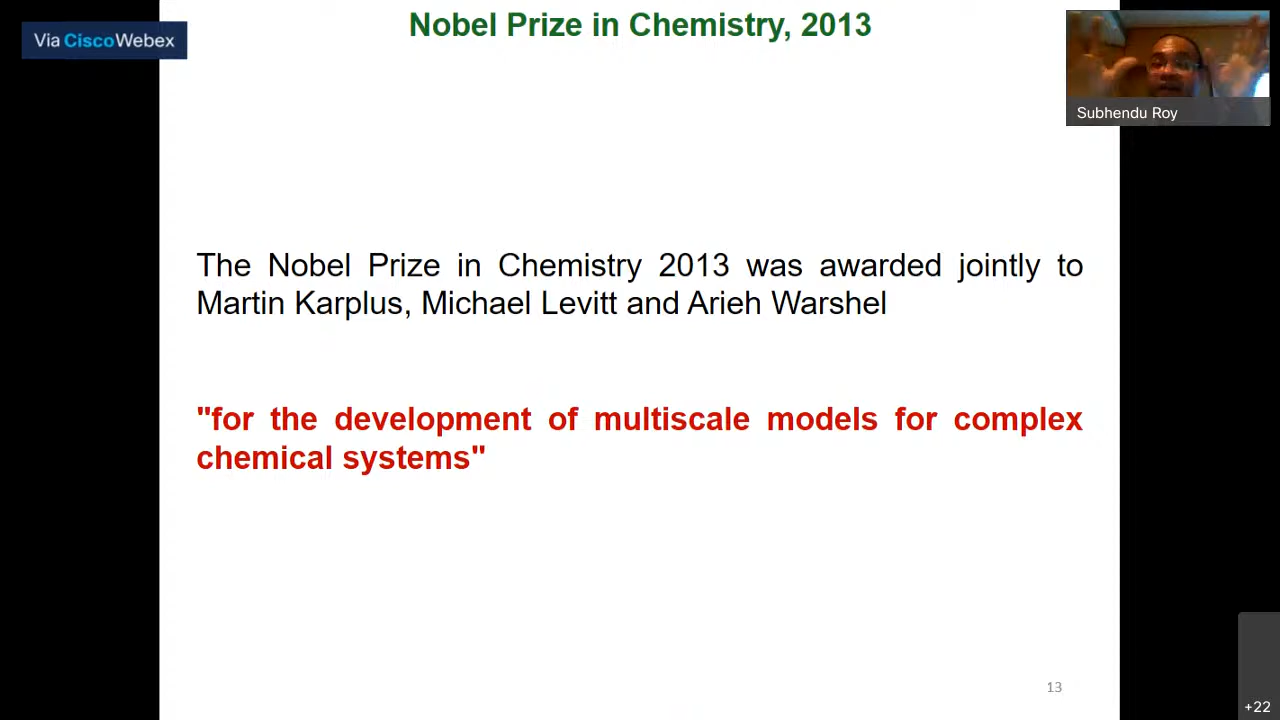 Via CiscoWebex
Nobel Prize in Chemistry, 2013
Subhendu Roy
The Nobel Prize in Chemistry 2013 was awarded jointly to
Martin Karplus, Michael Levitt and Arieh Warshel
"for the development of multiscale models for complex
chemical systems"
13
+22